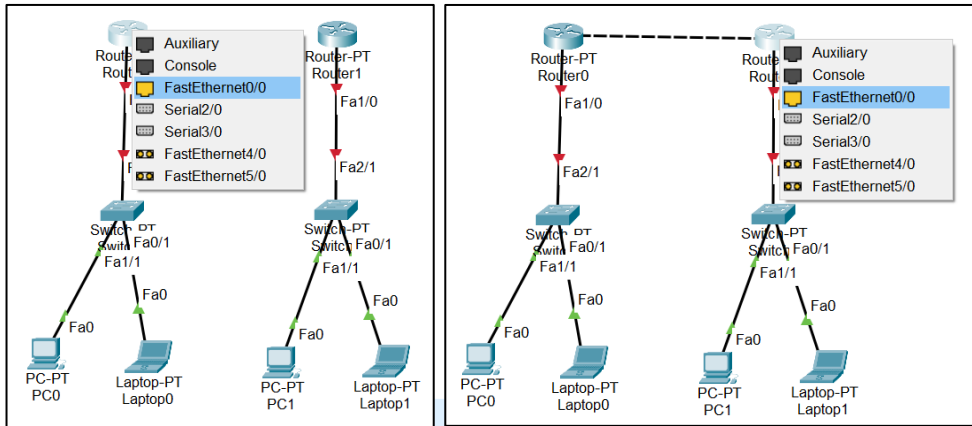 Auxiliary
Console
FastEthernet0/0
Serial2/0
Serial3/0
FastEthernet4/0
FastEthernet5/0
Router-PT
Router1
Fa1/0
Fa2/1
Switch-PT
Fa0/1
Fa1/1
Fa0
Fa0
PC-PT
PC0
Laptop-PT
Laptop0
Switch-PT
Switch
Fa0/1
Fa1/1
Fa0
Fa0
PC-PT
PC1
Laptop-PT
Laptop1
Router-PT
Router0
Fa1/0
Fa2/1
Switch-PT
Fa0/1
Fa1/1
Fa0
Fa0
PC-PT
PC0
Laptop-PT
Laptop0
Auxiliary
Console
FastEthernet0/0
Serial2/0
Serial3/0
FastEthernet4/0
FastEthernet5/0
Switch-PT
Switch
Fa0/1
Fa1/1
Fa0
Fa0
PC-PT
PC1
Laptop-PT
Laptop1